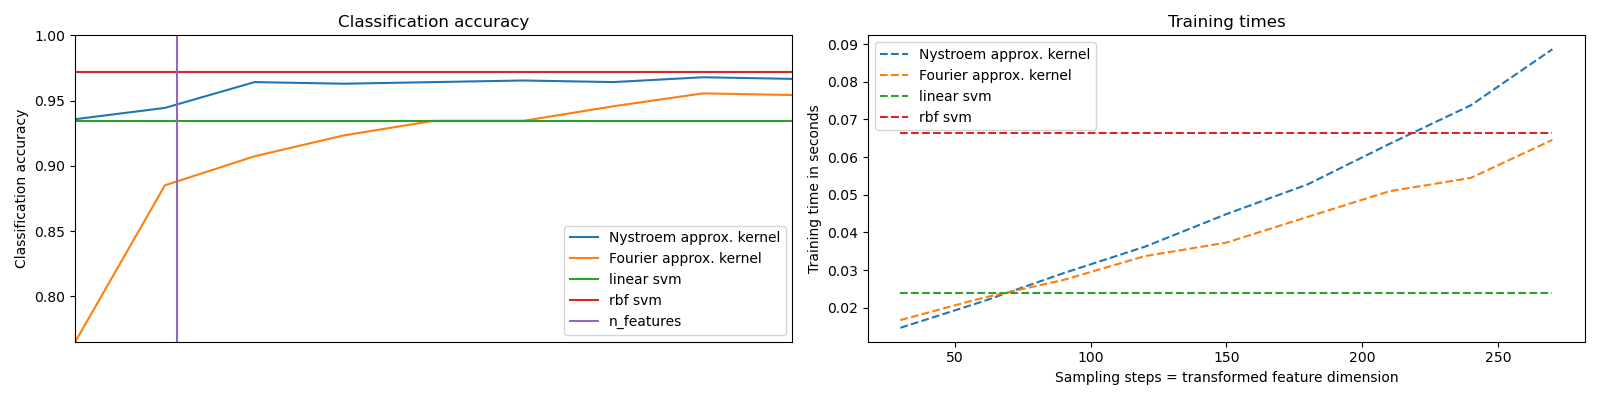 Classification accuracy
Classification accuracy
1.00
0.95
0.90
0.85
0.80
Nystroem approx. kernel
Fourier approx. kernel
linear svm
rbf svm
n_features
Training times
Training time in seconds
0.09
0.08
0.07
0.06
0.05
0.04
0.03
0.02
Nystroem approx. kernel
Fourier approx. kernel
linear svm
rbf svm
50 100 150 200 250
Sampling steps = transformed feature dimension